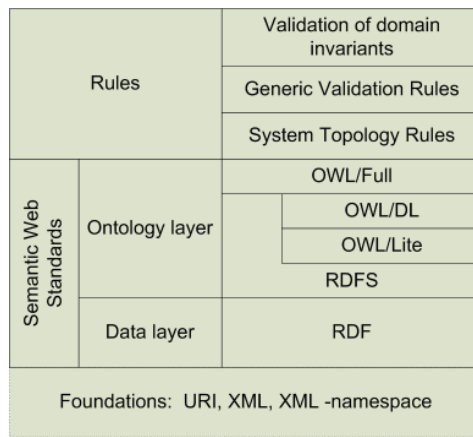 Rules
Validation of domain
invariants
Generic Validation Rules
System Topology Rules
Semantic Web
Standards
Ontology layer
OWL/Full
OWL/DL
OWL/Lite
RDFS
Data layer
RDF
Foundations: URI, XML, XML -namespace